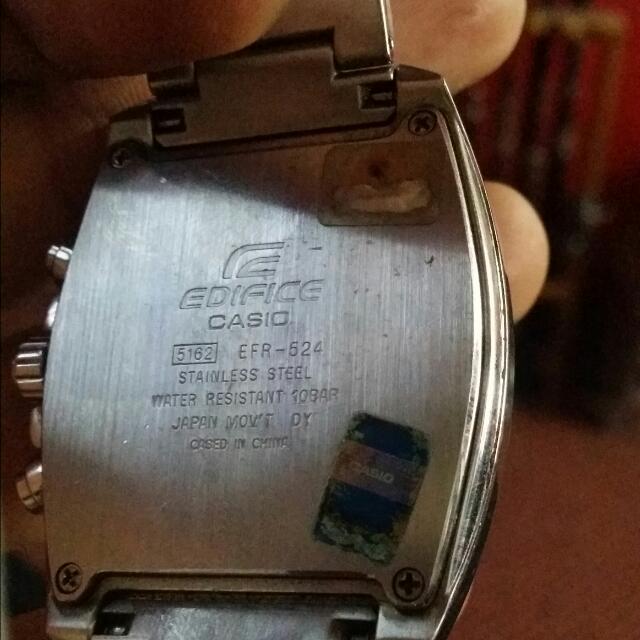 EDIFICE
CASIO
5162 EFR-524
STAINLESS STEEL
WATER RESISTANT 10BAR
JAPAN MOV'T DY
CASED IN CHINA
CASIO